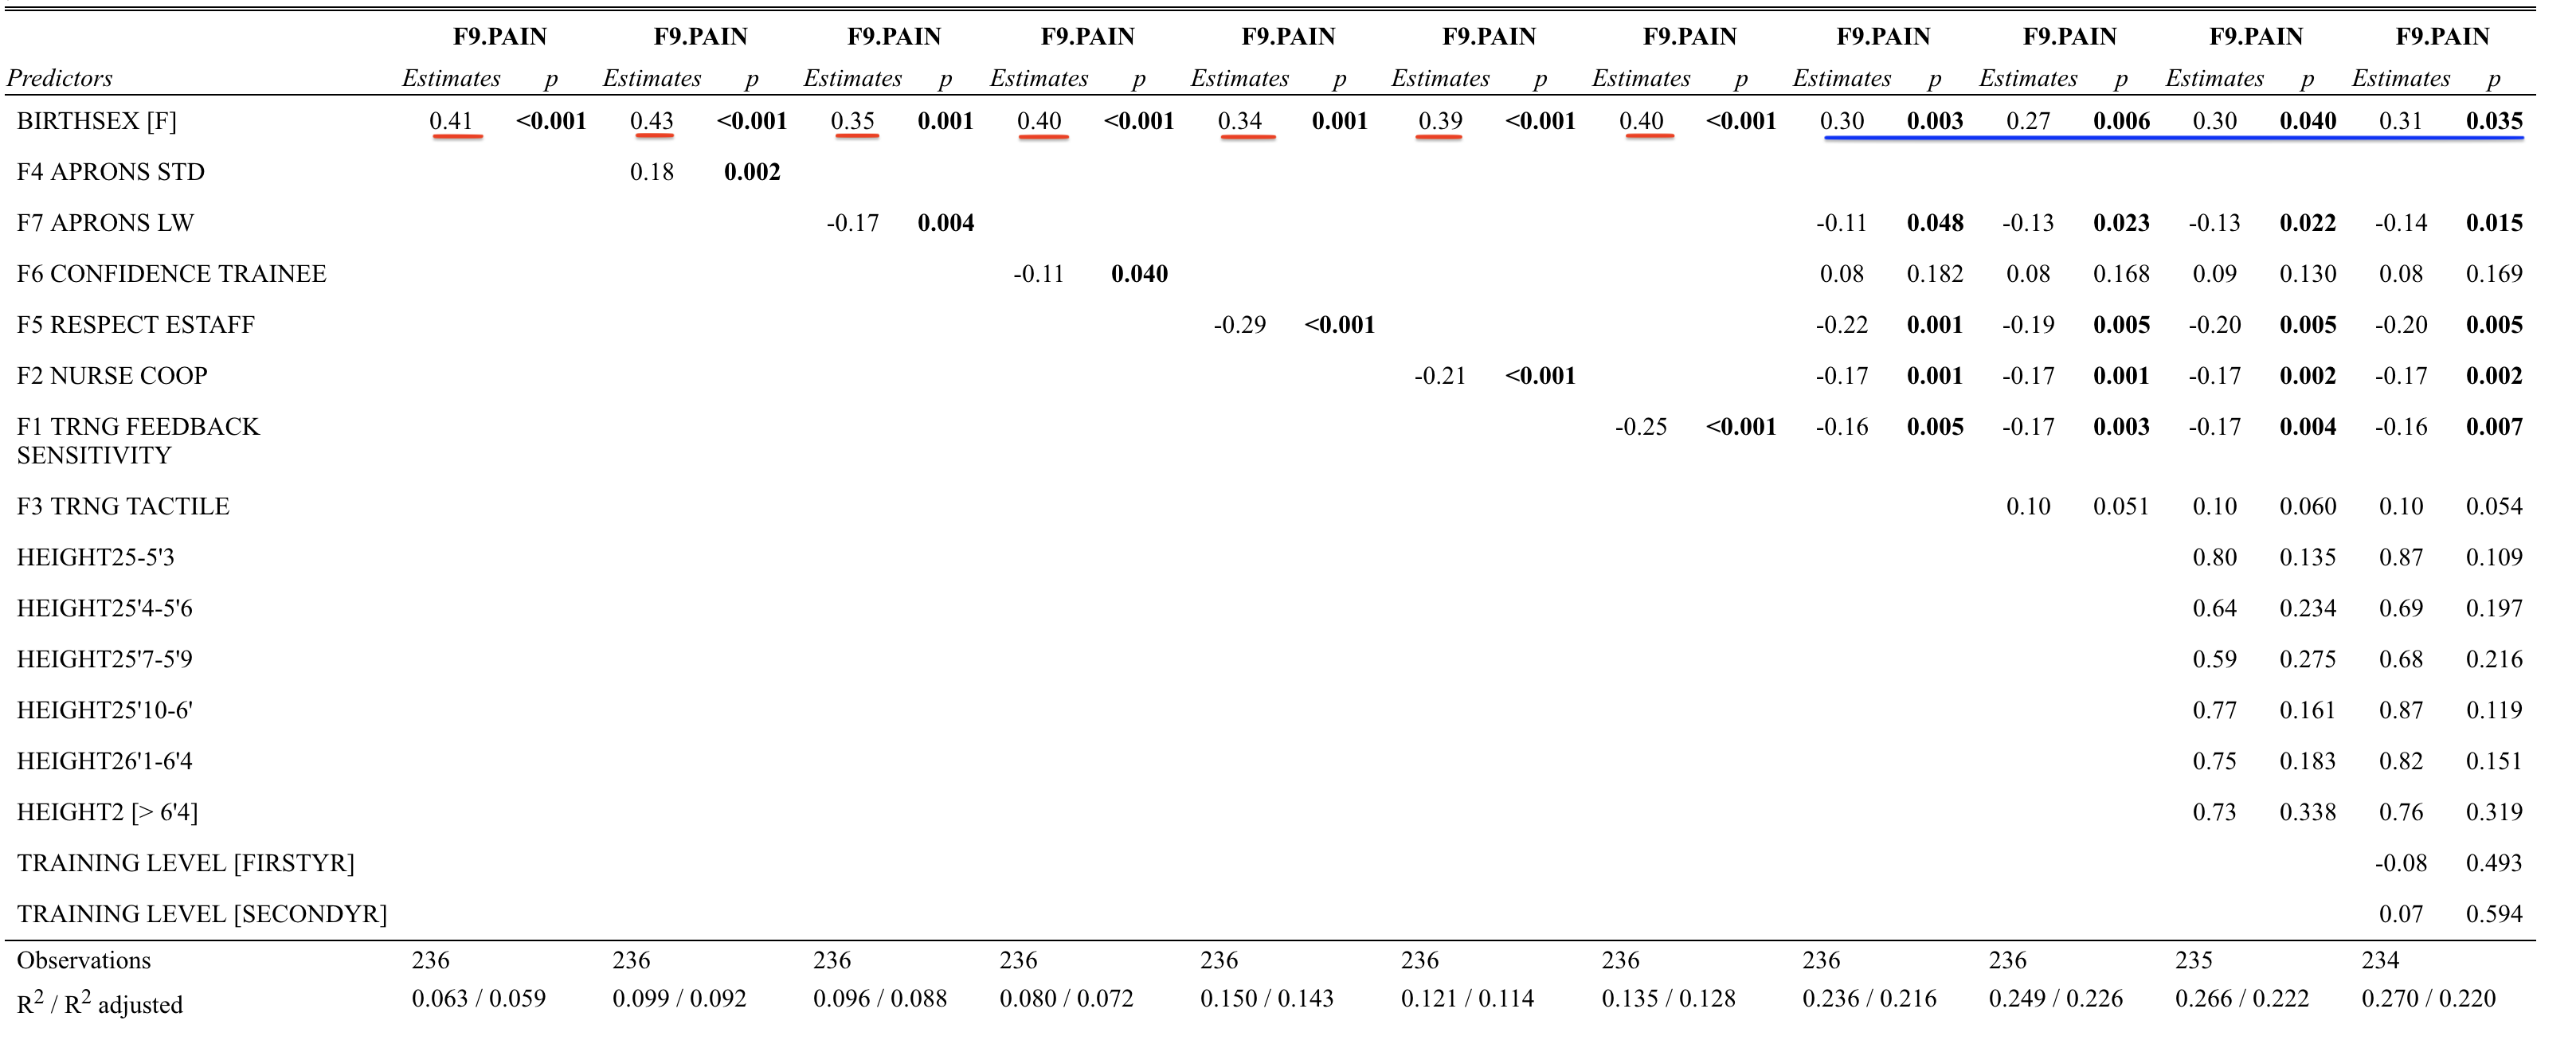 F9.PAIN F9.PAIN F9.PAIN F9.PAIN F9.PAIN F9.PAIN F9.PAIN F9.PAIN F9.PAIN F9.PAIN F9.PAIN
Predictors Estimates p Estimates p Estimates p Estimates p Estimates p Estimates p Estimates p Estimates p Estimates p Estimates p Estimates p
BIRTHSEX [F] 0.41 <0.001 0.43 <0.001 0.35 0.001 0.40 <0.001 0.34 0.001 0.39 <0.001 0.40 <0.001 0.30 0.003 0.27 0.006 0.30 0.040 0.31 0.035
F4 APRONS STD 0.18 0.002
F7 APRONS LW -0.17 0.004 -0.11 0.048 -0.13 0.023 -0.13 0.022 -0.14 0.015
F6 CONFIDENCE TRAINEE -0.11 0.040 0.08 0.182 0.08 0.168 0.09 0.130 0.08 0.169
F5 RESPECT ESTAFF -0.29 <0.001 -0.22 0.001 -0.19 0.005 -0.20 0.005 -0.20 0.005
F2 NURSE COOP -0.21 <0.001 -0.17 0.001 -0.17 0.001 -0.17 0.002 -0.17 0.002
F1 TRNG FEEDBACK -0.25 <0.001 -0.16 0.005 -0.17 0.003 -0.17 0.004 -0.16 0.007
SENSITIVITY
F3 TRNG TACTILE 0.10 0.051 0.10 0.060 0.10 0.054
HEIGHT25-5'3 0.80 0.135 0.87 0.109
HEIGHT25'4-5'6 0.64 0.234 0.69 0.197
HEIGHT25'7-5'9 0.59 0.275 0.68 0.216
HEIGHT25'10-6' 0.77 0.161 0.87 0.119
HEIGHT26'1-6'4 0.75 0.183 0.82 0.151
HEIGHT2 [> 6'4] 0.73 0.338 0.76 0.319
TRAINING LEVEL [FIRSTYR] -0.08 0.493
TRAINING LEVEL [SECONDYR] 0.07 0.594
Observations 236 236 236 236 236 236 236 236 236 235 234
R² / R² adjusted 0.063 / 0.059 0.099 / 0.092 0.096 / 0.088 0.080 / 0.072 0.150 / 0.143 0.121 / 0.114 0.135 / 0.128 0.236 / 0.216 0.249 / 0.226 0.266 / 0.222 0.270 / 0.220